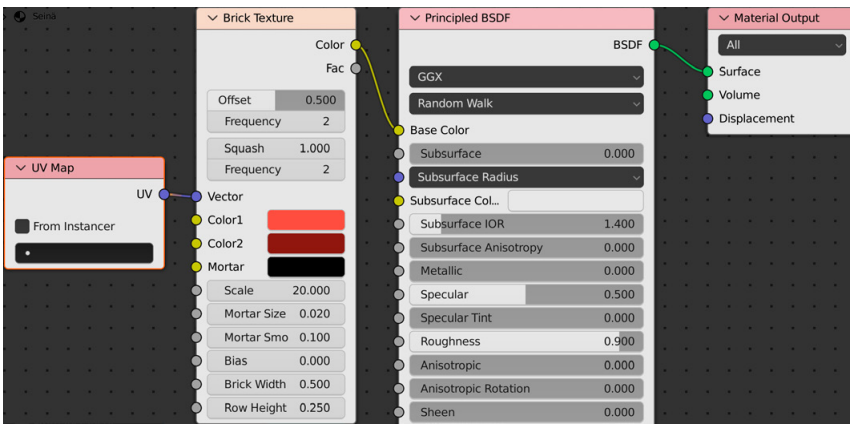 Seinä
UV Map
UV
From Instancer
Brick Texture
Color
Fac
Offset 0.500
Frequency 2
Squash 1.000
Frequency 2
Vector
Color1
Color2
Mortar
Scale 20.000
Mortar Size 0.020
Mortar Smo 0.100
Bias 0.000
Brick Width 0.500
Row Height 0.250
Principled BSDF
BSDF
GGX
Random Walk
Base Color
Subsurface 0.000
Subsurface Radius
Subsurface Col...
Subsurface IOR 1.400
Subsurface Anisotropy 0.000
Metallic 0.000
Specular 0.500
Specular Tint 0.000
Roughness 0.900
Anisotropic 0.000
Anisotropic Rotation 0.000
Sheen 0.000
Material Output
All
Surface
Volume
Displacement